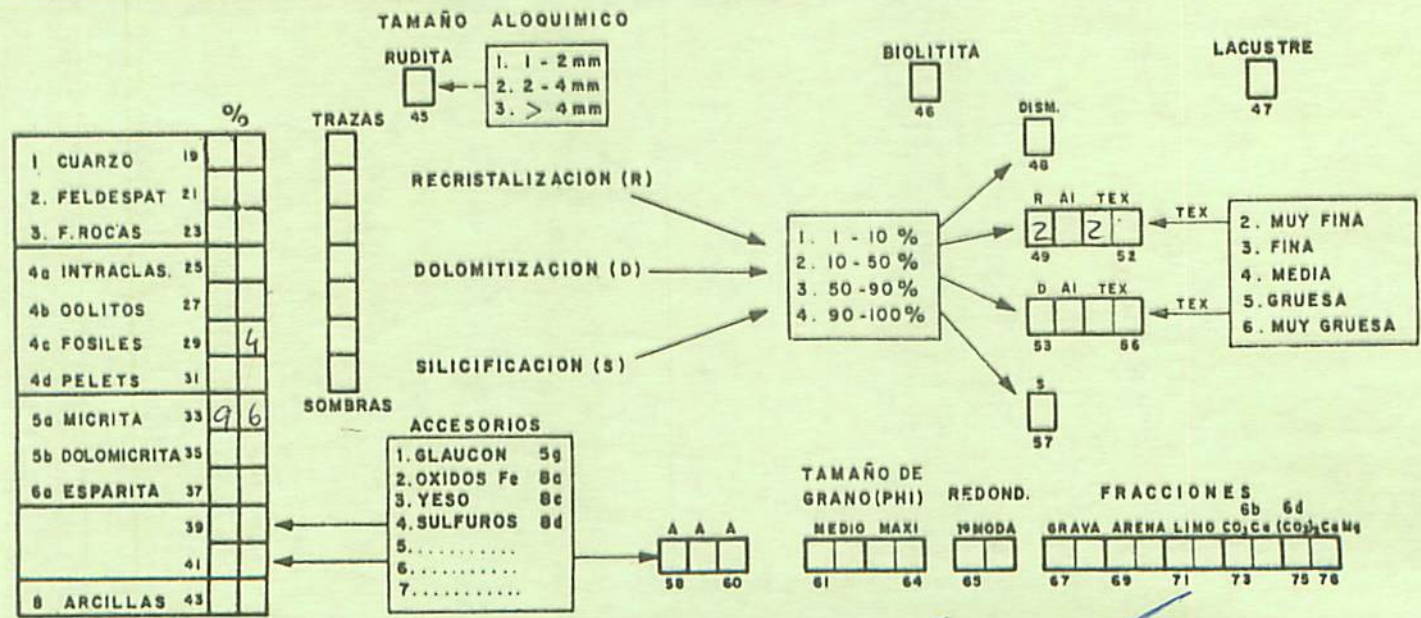 TAMAÑO ALOQUIMICO
RUDITA
45
1. 1 - 2 mm
2. 2 - 4 mm
3. > 4 mm
BIOLITITA
46
LACUSTRE
47
%
1 CUARZO 19
2. FELDESPAT 21
3. F. ROCAS 23
4a INTRACLAS. 25
4b OOLITOS 27
4c FOSILES 29 4
4d PELETS 31
5a MICRITA 33 9 6
5b DOLOMICRITA 35
6a ESPARITA 37
39
41
8 ARCILLAS 43
TRAZAS
SOMBRAS
RECRISTALIZACION (R)
DOLOMITIZACION (D)
SILICIFICACION (S)
1. 1 - 10 %
2. 10 - 50 %
3. 50 - 90 %
4. 90 - 100 %
DISM.
48
R AI TEX
2 2
49 52
TEX
D AI TEX
53 56
TEX
S
57
2. MUY FINA
3. FINA
4. MEDIA
5. GRUESA
6. MUY GRUESA
ACCESORIOS
1. GLAUCON 5g
2. OXIDOS Fe 8a
3. YESO 8c
4. SULFUROS 8d
5. ..........
6. ..........
7. ..........
A A A
58 60
TAMAÑO DE
GRANO (PHI)
MEDIO MAXI
61 64
REDOND.
1ª MODA
65
FRACCIONES
6b 6d
GRAVA ARENA LIMO CO3Ca (CO3)2CaMg
67 69 71 73 75 76